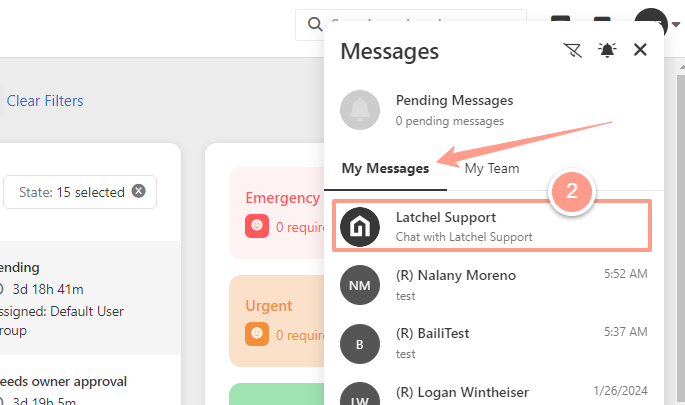 Messages
Clear Filters
Pending Messages
0 pending messages
My Messages
My Team
State: 15 selected
2
Emergency
0 require
Latchel Support
Chat with Latchel Support
ending
3d 18h 41m
ssigned: Default User
roup
NM
(R) Nalany Moreno
5:52 AM
test
Urgent
0 require
B
(R) BailiTest
5:37 AM
test
eeds owner approval
3d 19h 5m
LW
(R) Logan Wintheiser
1/26/2024